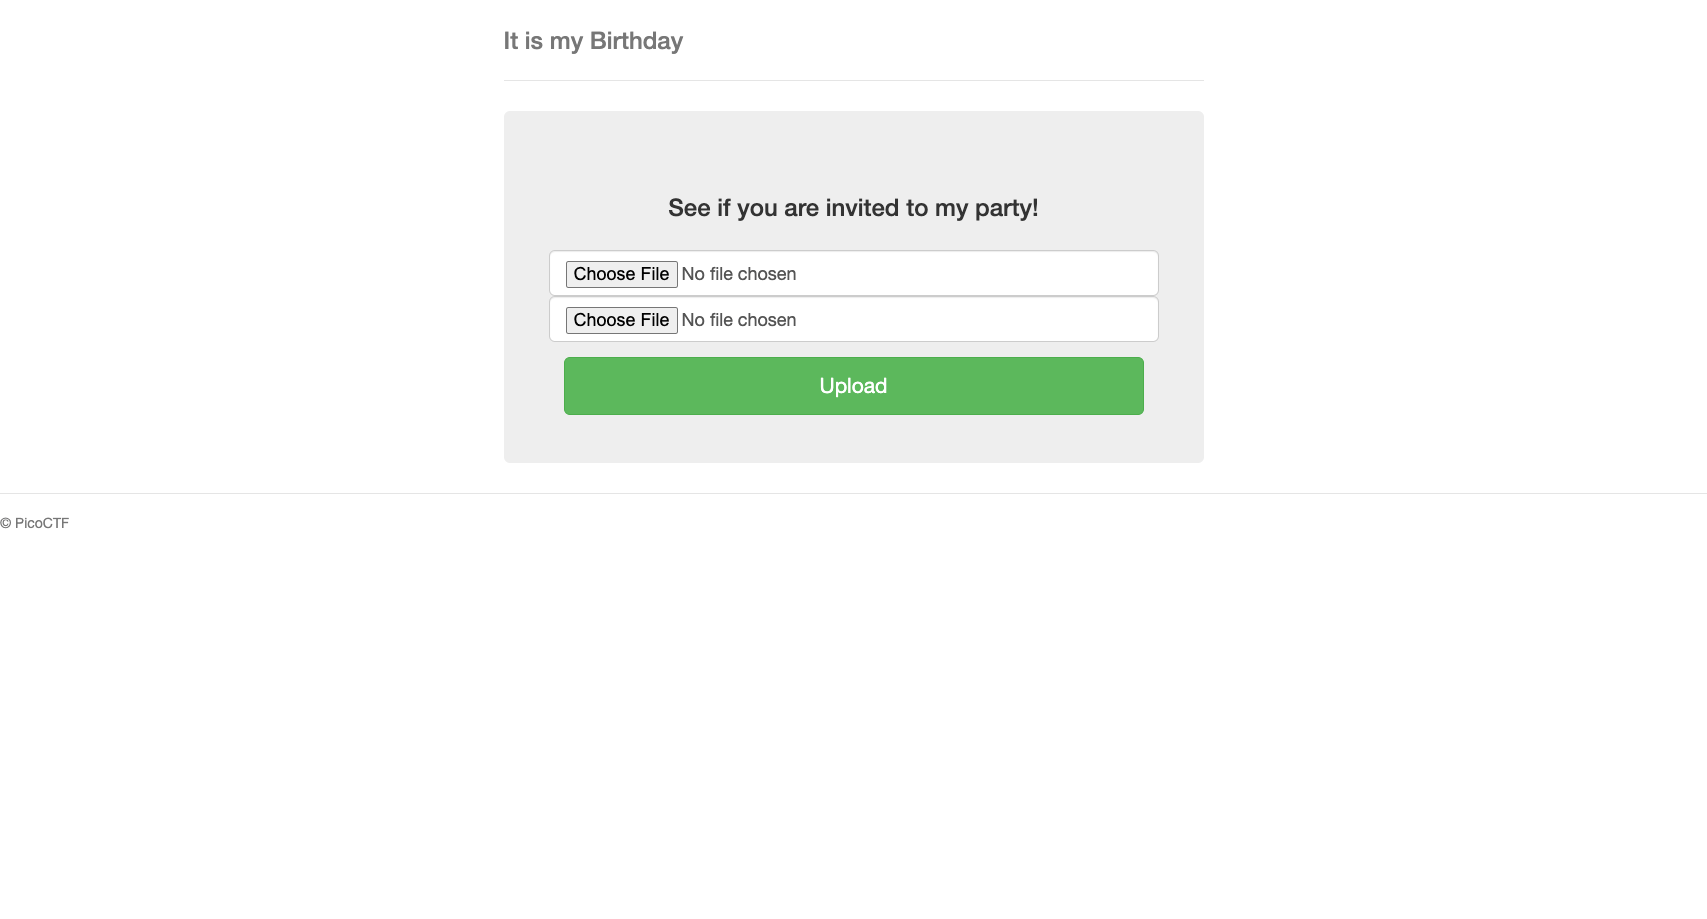 It is my Birthday
See if you are invited to my party!
Choose File No file chosen
Choose File No file chosen
Upload
© PicoCTF